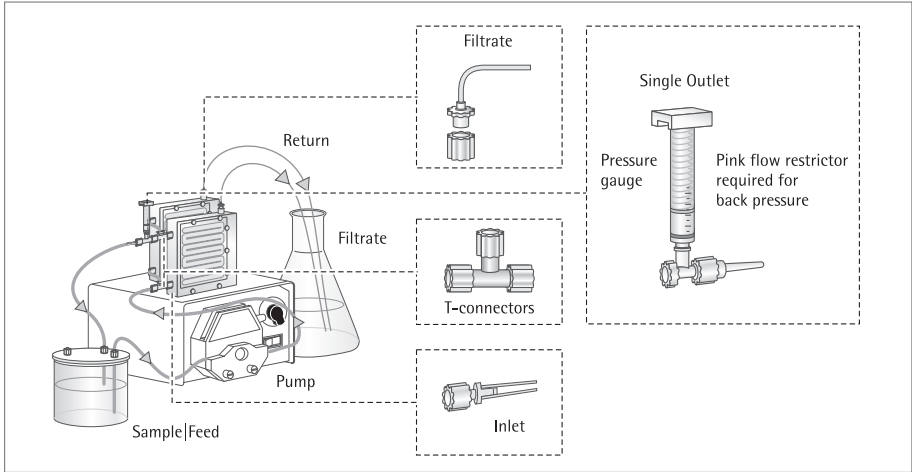 Filtrate
Single Outlet
Return
Pressure
gauge
Pink flow restrictor
required for
back pressure
Filtrate
T-connectors
Pump
Inlet
Sample|Feed